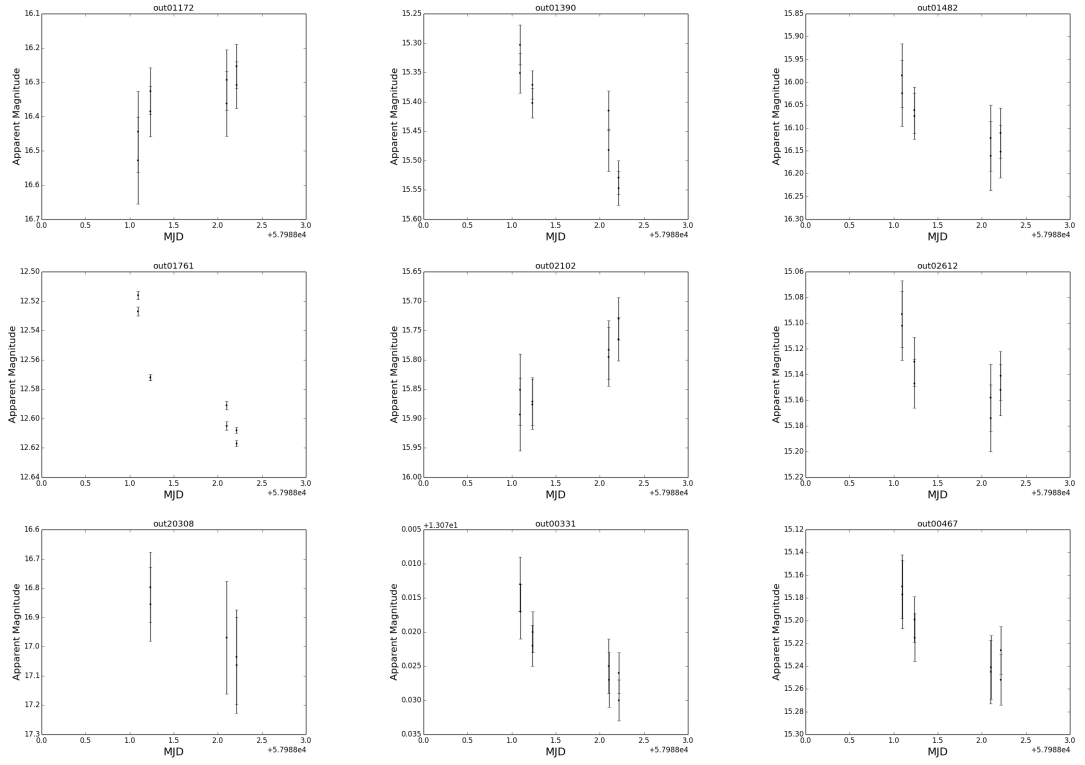 out01172
16.1
16.2
16.3
16.4
16.5
16.6
16.7
Apparent Magnitude
0.0 0.5 1.0 1.5 2.0 2.5 3.0
MJD
+5.7988e4
out01390
15.25
15.30
15.35
15.40
15.45
15.50
15.55
15.60
Apparent Magnitude
0.0 0.5 1.0 1.5 2.0 2.5 3.0
MJD
+5.7988e4
out01482
15.85
15.90
15.95
16.00
16.05
16.10
16.15
16.20
16.25
16.30
Apparent Magnitude
0.0 0.5 1.0 1.5 2.0 2.5 3.0
MJD
+5.7988e4
out01761
12.50
12.52
12.54
12.56
12.58
12.60
12.62
12.64
Apparent Magnitude
0.0 0.5 1.0 1.5 2.0 2.5 3.0
MJD
+5.7988e4
out02102
15.65
15.70
15.75
15.80
15.85
15.90
15.95
16.00
Apparent Magnitude
0.0 0.5 1.0 1.5 2.0 2.5 3.0
MJD
+5.7988e4
out02612
15.06
15.08
15.10
15.12
15.14
15.16
15.18
15.20
15.22
Apparent Magnitude
0.0 0.5 1.0 1.5 2.0 2.5 3.0
MJD
+5.7988e4
out20308
16.6
16.7
16.8
16.9
17.0
17.1
17.2
17.3
Apparent Magnitude
0.0 0.5 1.0 1.5 2.0 2.5 3.0
MJD
+5.7988e4
out00331
+1.307e1
0.005
0.010
0.015
0.020
0.025
0.030
0.035
Apparent Magnitude
0.0 0.5 1.0 1.5 2.0 2.5 3.0
MJD
+5.7988e4
out00467
15.12
15.14
15.16
15.18
15.20
15.22
15.24
15.26
15.28
15.30
Apparent Magnitude
0.0 0.5 1.0 1.5 2.0 2.5 3.0
MJD
+5.7988e4